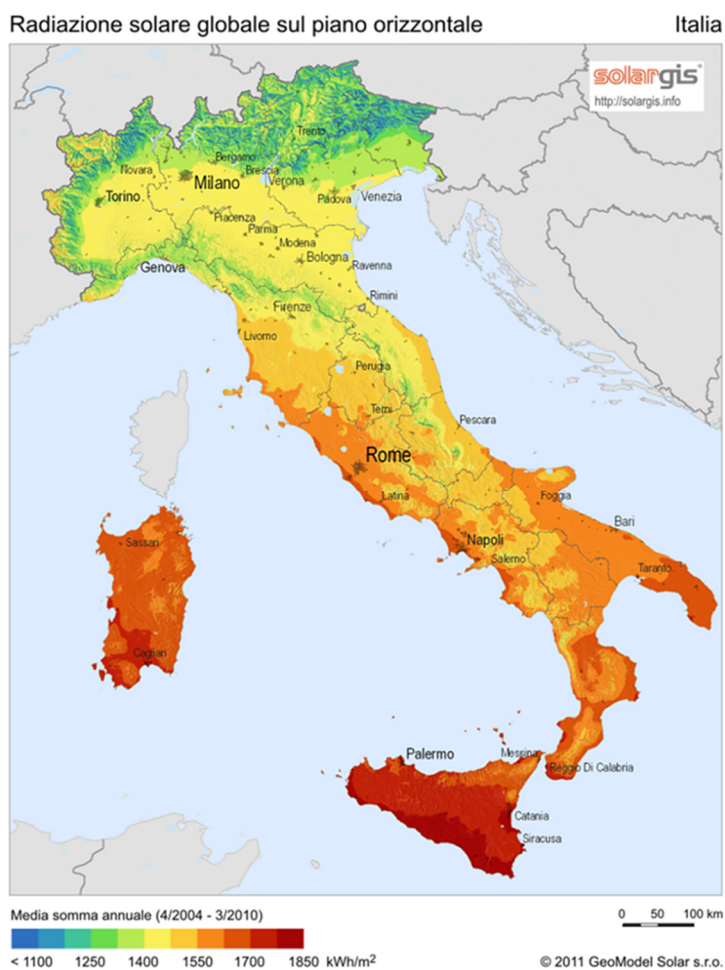 Radiazione solare globale sul piano orizzontale Italia
solargis
http://solargis.info
Trento
Bergamo
Novara
Brescia
Milano
Verona
Torino
Padova
Venezia
Piacenza
Parma
Modena
Bologna
Genova
Ravenna
Rimini
Firenze
Livorno
Perugia
Terni
Pescara
Rome
Latina
Foggia
Bari
Napoli
Sassari
Salerno
Taranto
Cagliari
Palermo
Messina
Reggio Di Calabria
Catania
Siracusa
Media somma annuale (4/2004 - 3/2010)
0 50 100 km
< 1100 1250 1400 1550 1700 1850 kWh/m²
© 2011 GeoModel Solar s.r.o.